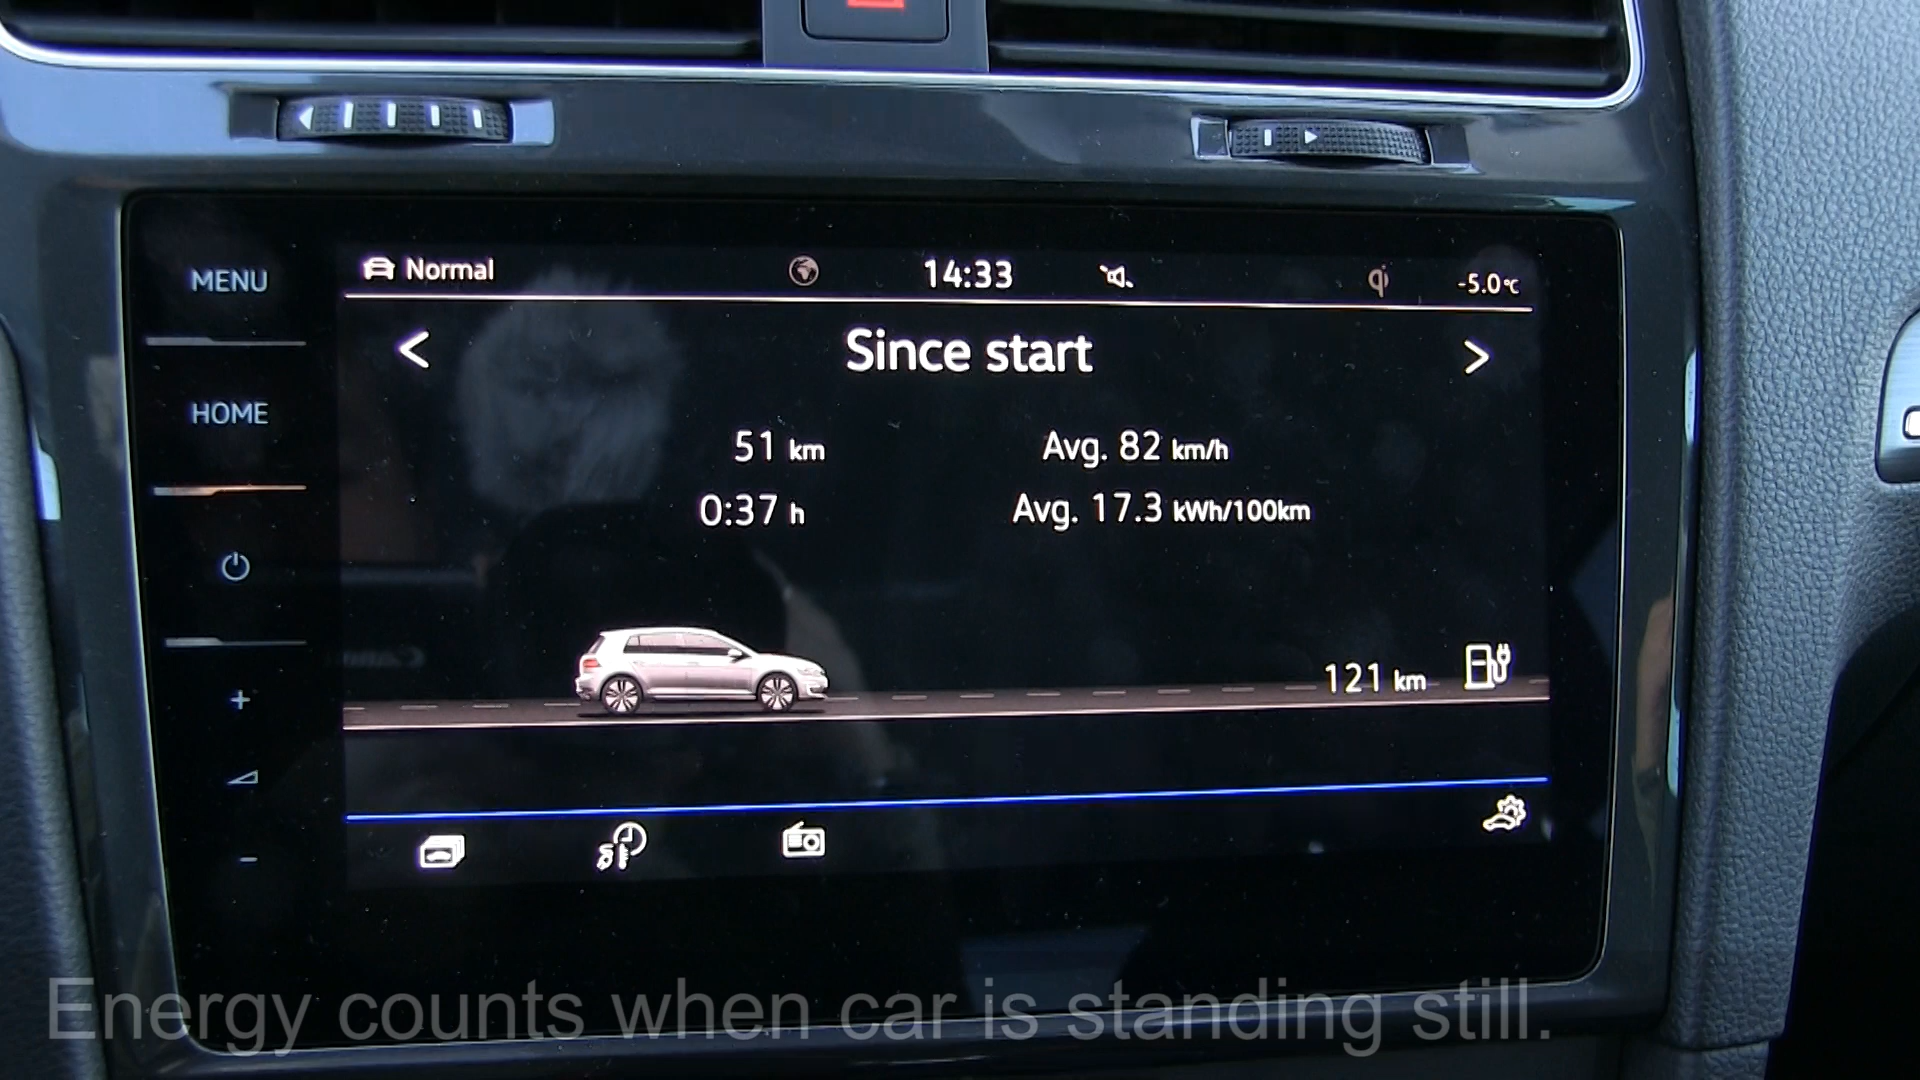 MENU
HOME
Normal
14:33
qi
-5.0°C
Since start
51 km
Avg. 82 km/h
0:37 h
Avg. 17.3 kWh/100km
121 km
Energy counts when car is standing still.